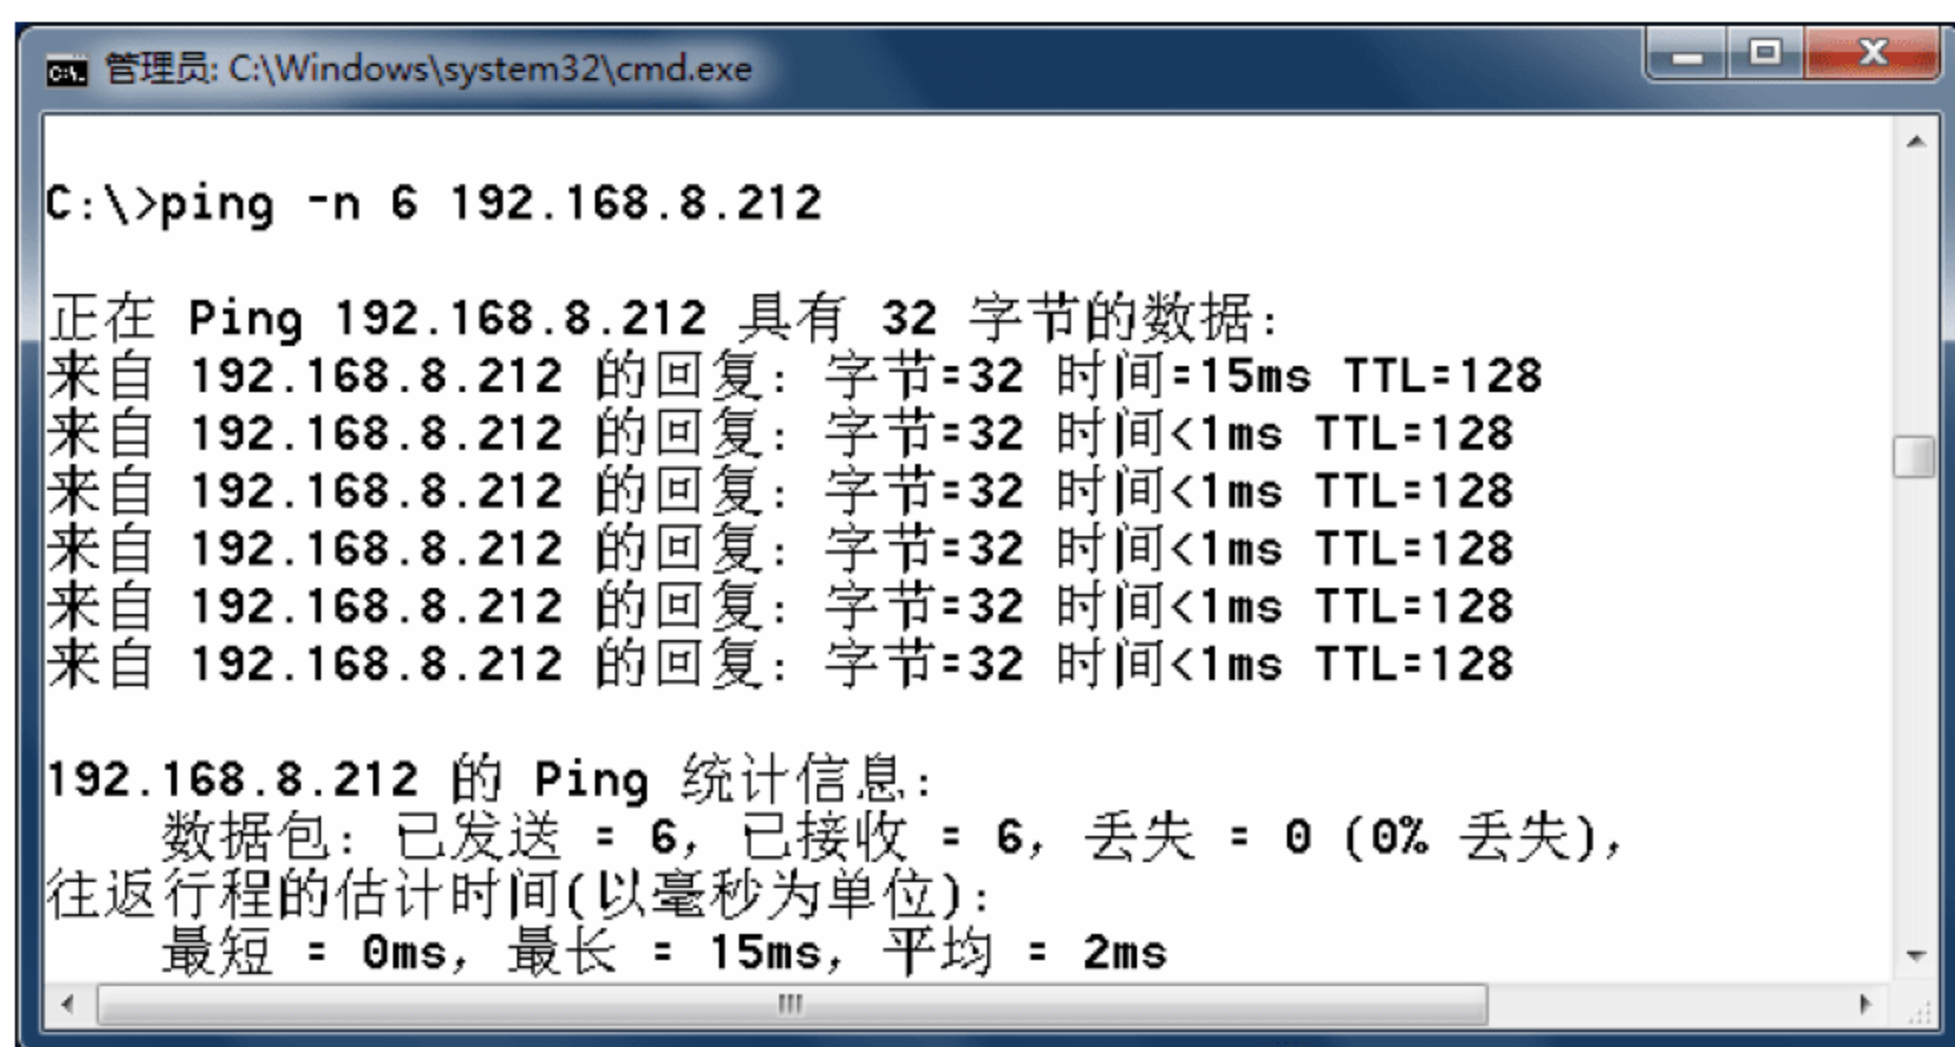 管理员: C:\Windows\system32\cmd.exe
C:\>ping -n 6 192.168.8.212
正在 Ping 192.168.8.212 具有 32 字节的数据:
来自 192.168.8.212 的回复: 字节=32 时间=15ms TTL=128
来自 192.168.8.212 的回复: 字节=32 时间<1ms TTL=128
来自 192.168.8.212 的回复: 字节=32 时间<1ms TTL=128
来自 192.168.8.212 的回复: 字节=32 时间<1ms TTL=128
来自 192.168.8.212 的回复: 字节=32 时间<1ms TTL=128
来自 192.168.8.212 的回复: 字节=32 时间<1ms TTL=128
192.168.8.212 的 Ping 统计信息:
    数据包: 已发送 = 6, 已接收 = 6, 丢失 = 0 (0% 丢失),
往返行程的估计时间(以毫秒为单位):
    最短 = 0ms, 最长 = 15ms, 平均 = 2ms